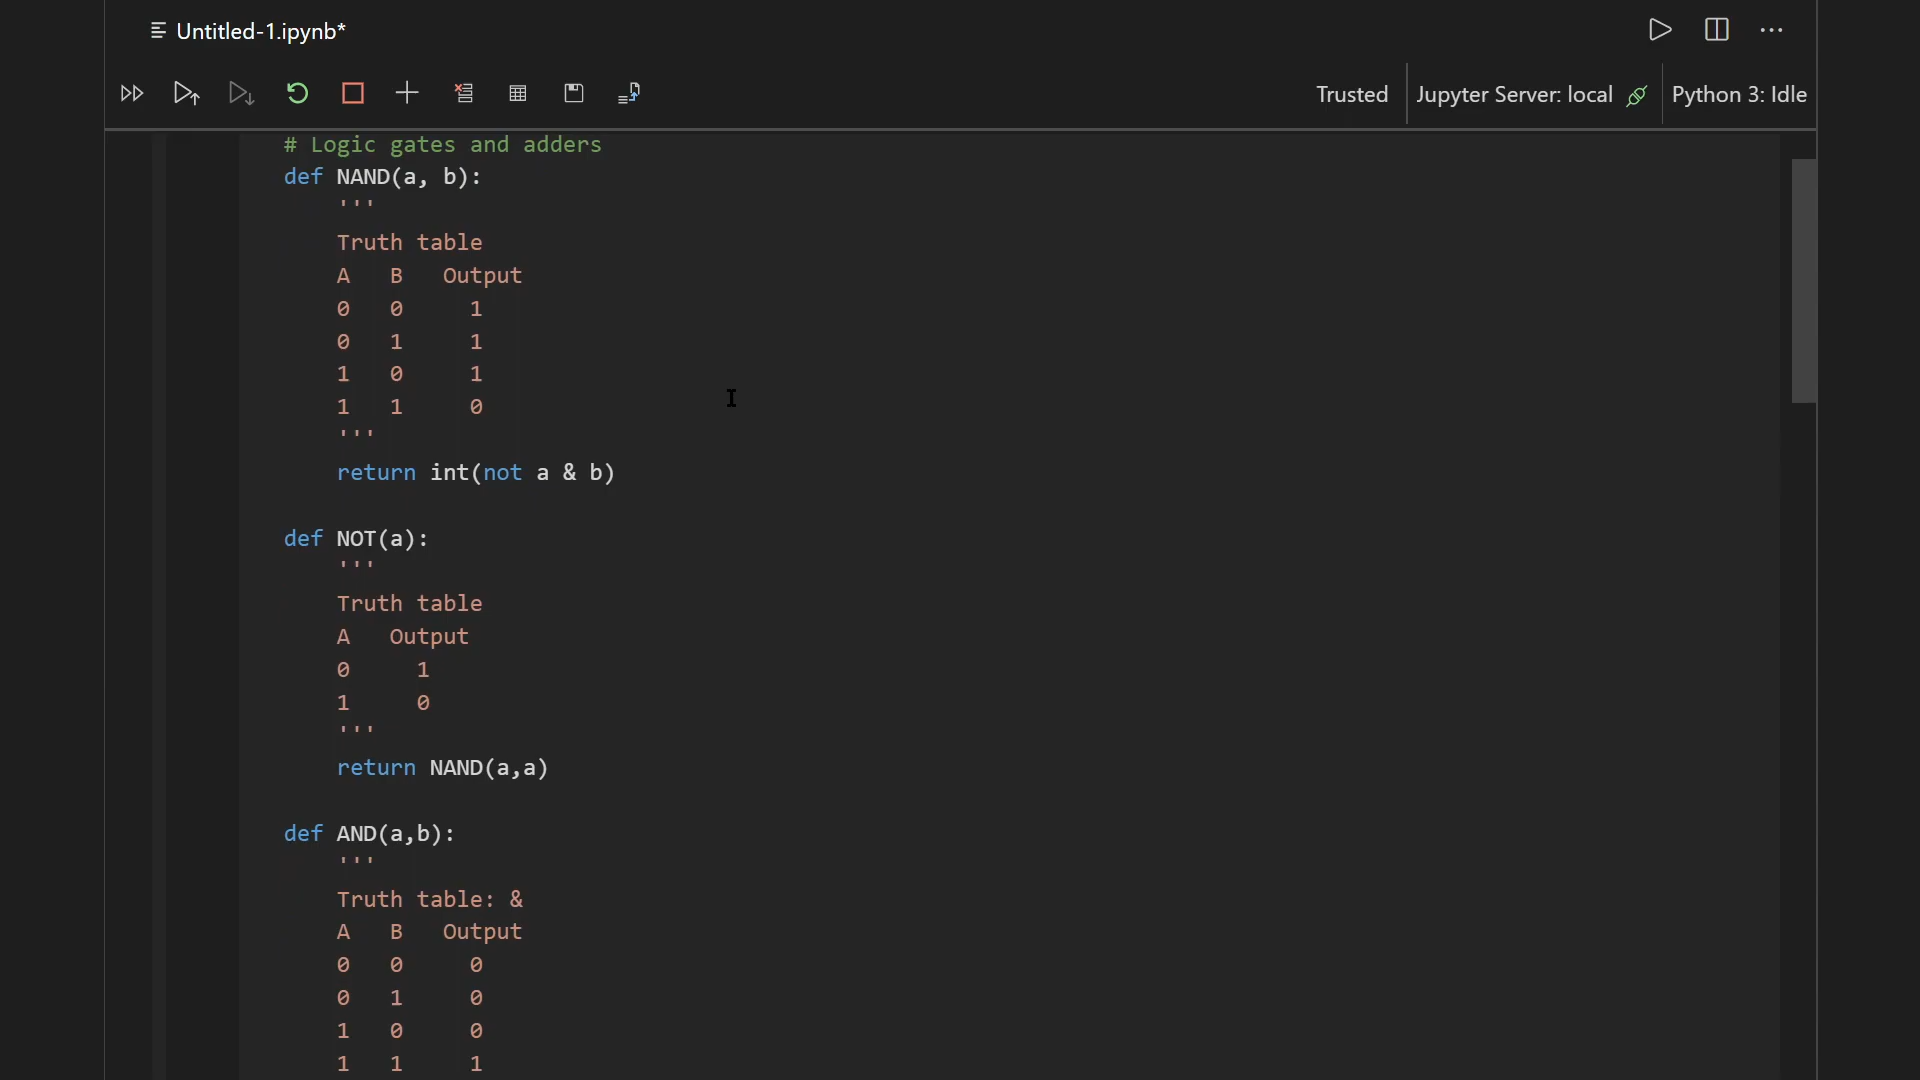 Untitled-1.ipynb*
Trusted
Jupyter Server: local
Python 3: Idle
# Logic gates and adders
def NAND(a, b):
    '''
    Truth table
    A   B   Output
    0   0     1
    0   1     1
    1   0     1
    1   1     0
    '''
    return int(not a & b)
def NOT(a):
    '''
    Truth table
    A   Output
    0     1
    1     0
    '''
    return NAND(a,a)
def AND(a,b):
    '''
    Truth table: &
    A   B   Output
    0   0     0
    0   1     0
    1   0     0
    1   1     1